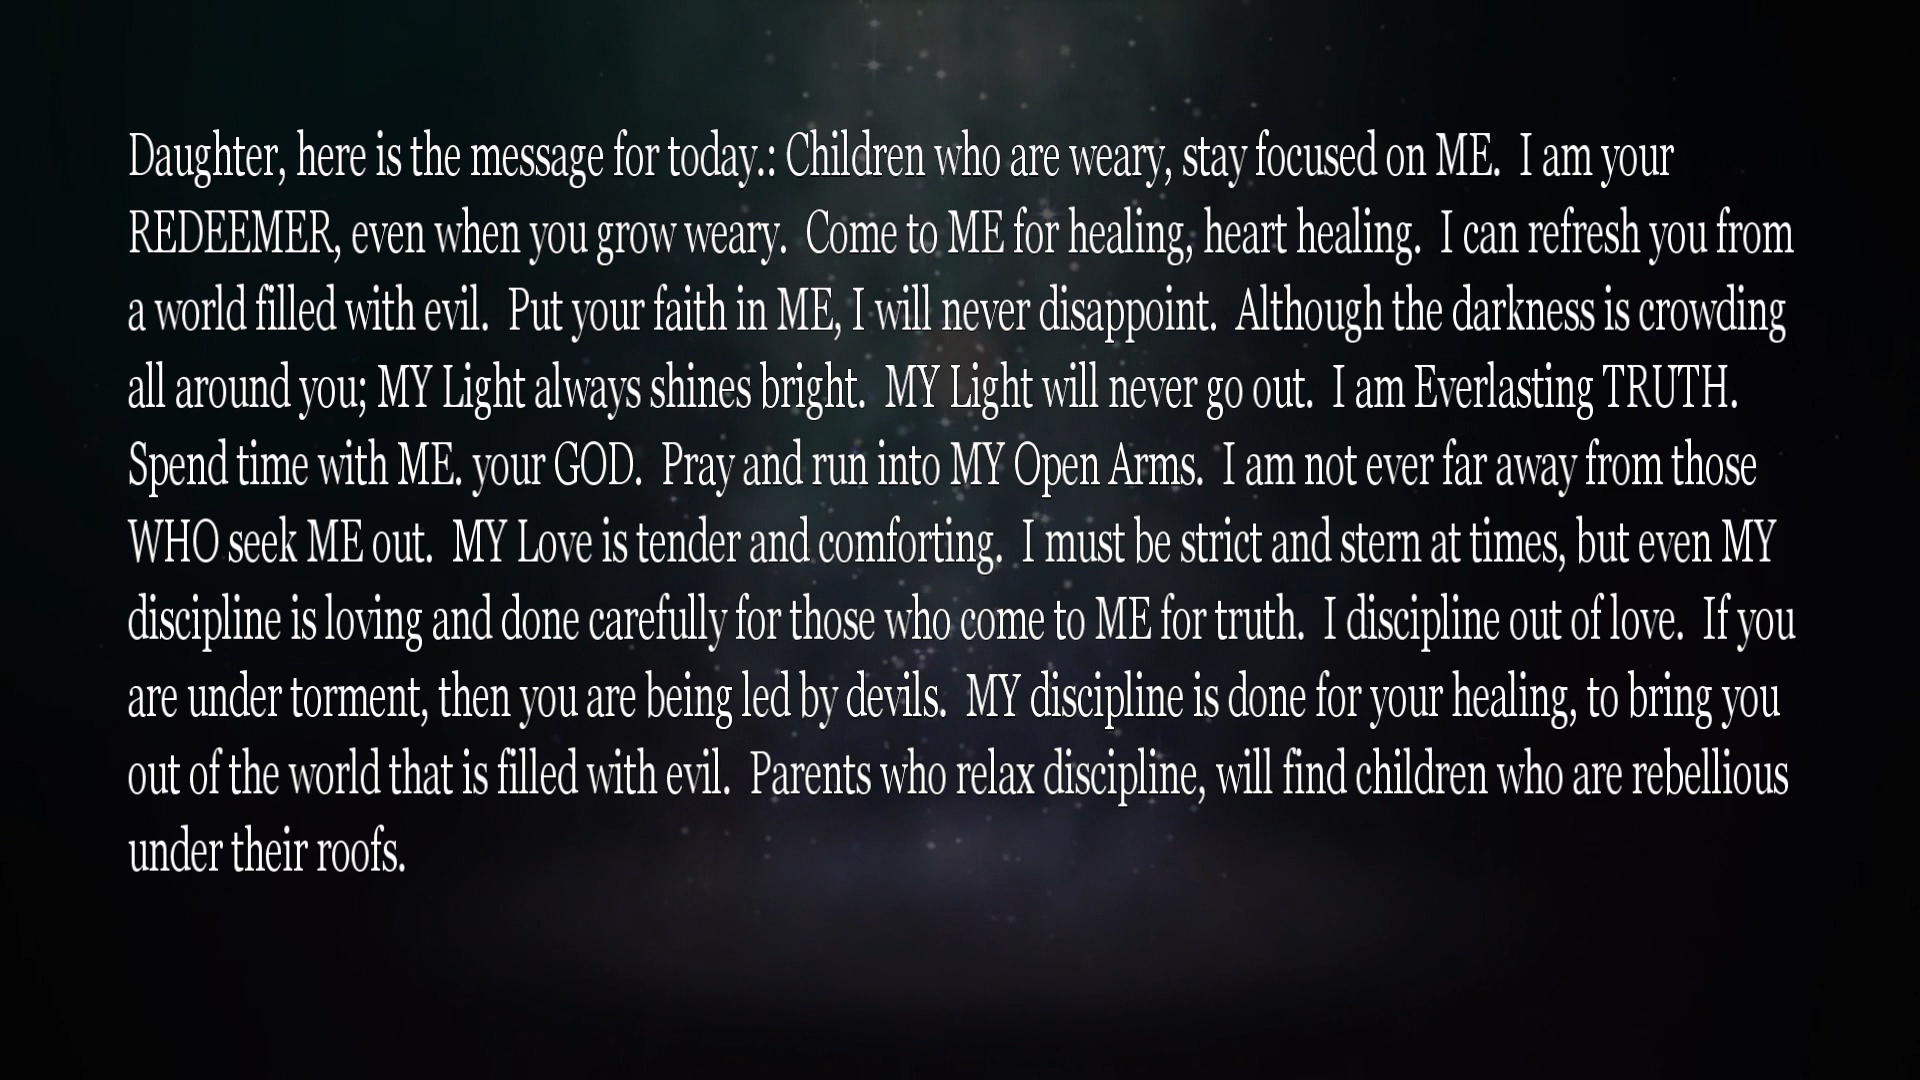 Daughter, here is the message for today.: Children who are weary, stay focused on ME.  I am your
REDEEMER, even when you grow weary.  Come to ME for healing, heart healing.  I can refresh you from
a world filled with evil.  Put your faith in ME, I will never disappoint.  Although the darkness is crowding
all around you; MY Light always shines bright.  MY Light will never go out.  I am Everlasting TRUTH.
Spend time with ME. your GOD.  Pray and run into MY Open Arms.  I am not ever far away from those
WHO seek ME out.  MY Love is tender and comforting.  I must be strict and stern at times, but even MY
discipline is loving and done carefully for those who come to ME for truth.  I discipline out of love.  If you
are under torment, then you are being led by devils.  MY discipline is done for your healing, to bring you
out of the world that is filled with evil.  Parents who relax discipline, will find children who are rebellious
under their roofs.